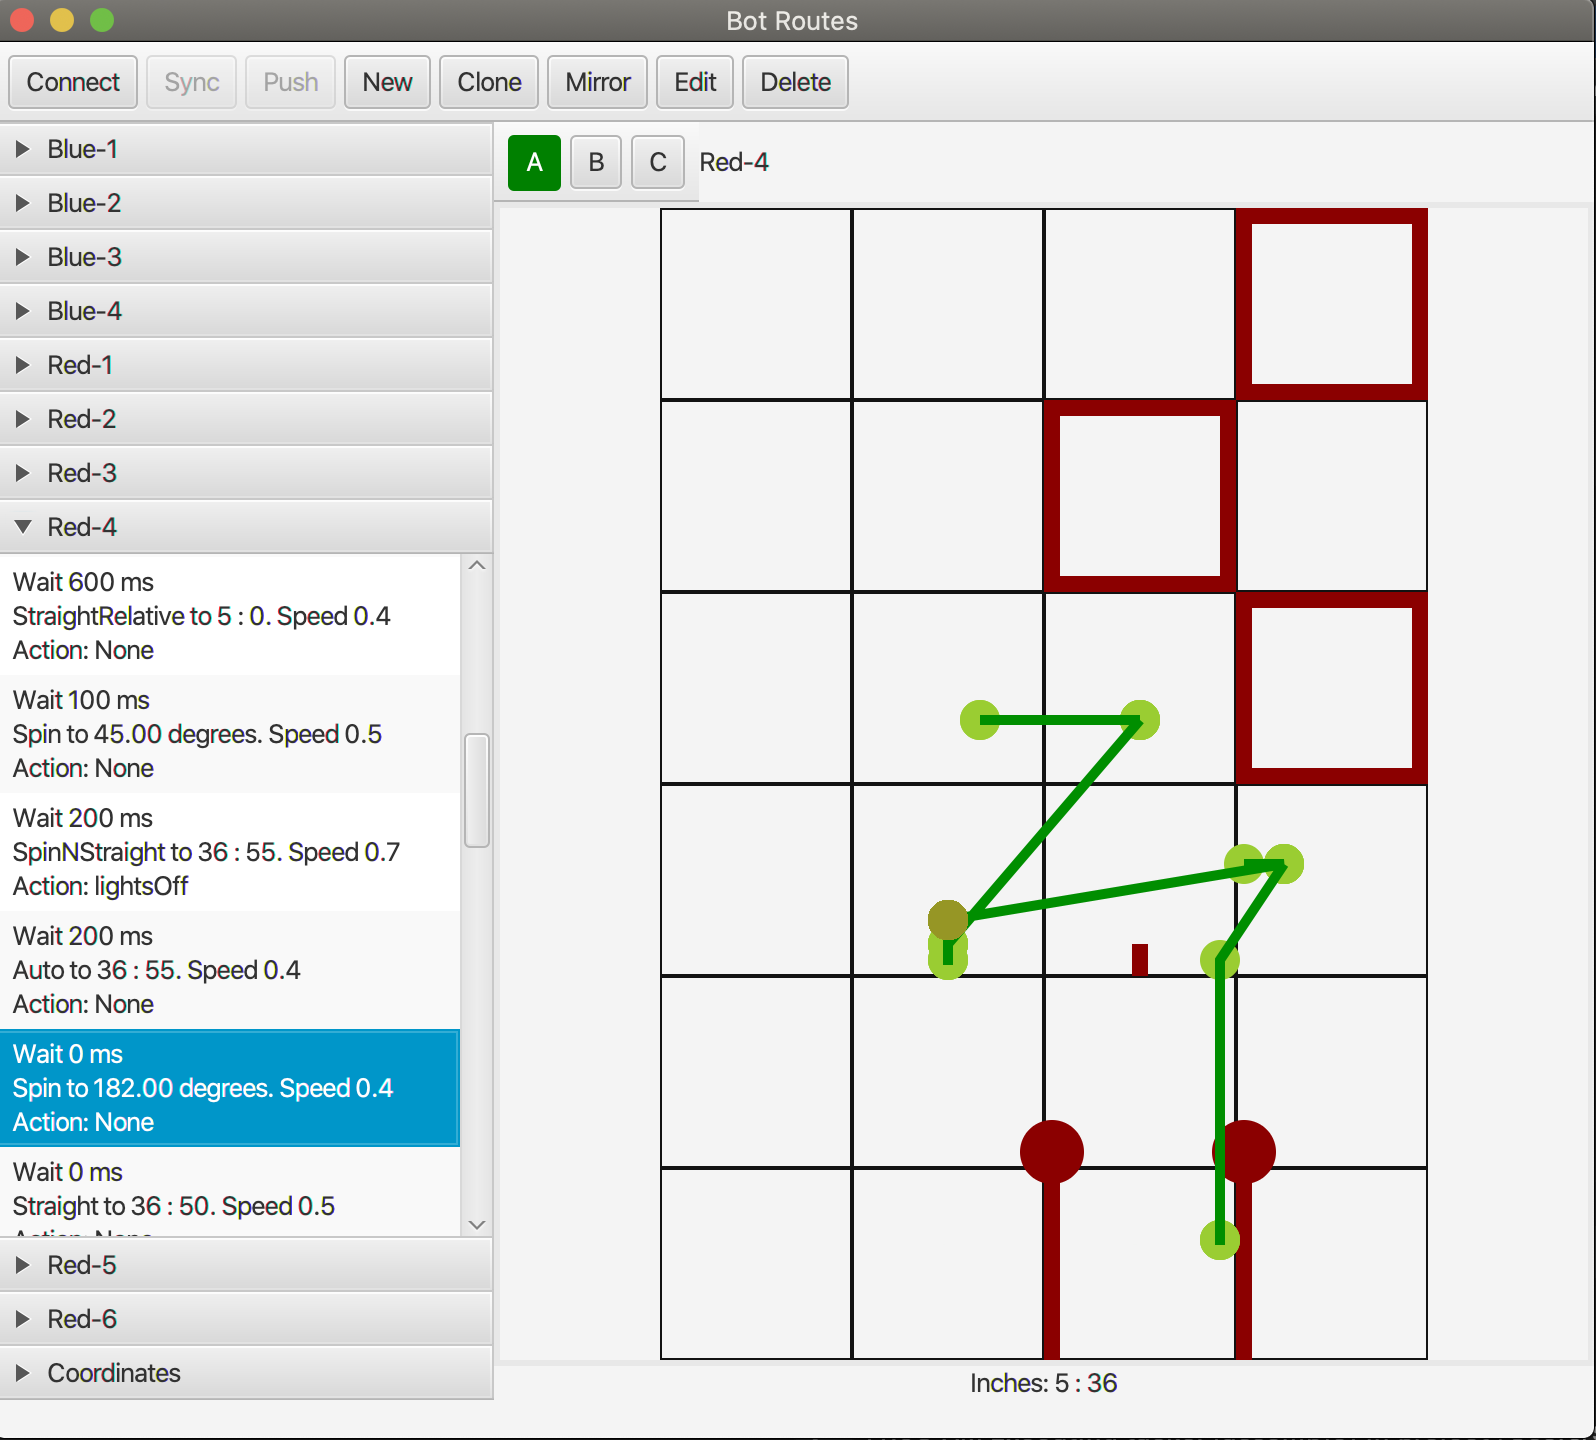 Bot Routes
Connect Sync Push New Clone Mirror Edit Delete
Blue-1
Blue-2
Blue-3
Blue-4
Red-1
Red-2
Red-3
Red-4
Wait 600 ms
StraightRelative to 5 : 0. Speed 0.4
Action: None
Wait 100 ms
Spin to 45.00 degrees. Speed 0.5
Action: None
Wait 200 ms
SpinNStraight to 36 : 55. Speed 0.7
Action: lightsOff
Wait 200 ms
Auto to 36 : 55. Speed 0.4
Action: None
Wait 0 ms
Spin to 182.00 degrees. Speed 0.4
Action: None
Wait 0 ms
Straight to 36 : 50. Speed 0.5
Red-5
Red-6
Coordinates
A B C Red-4
Inches: 5 : 36